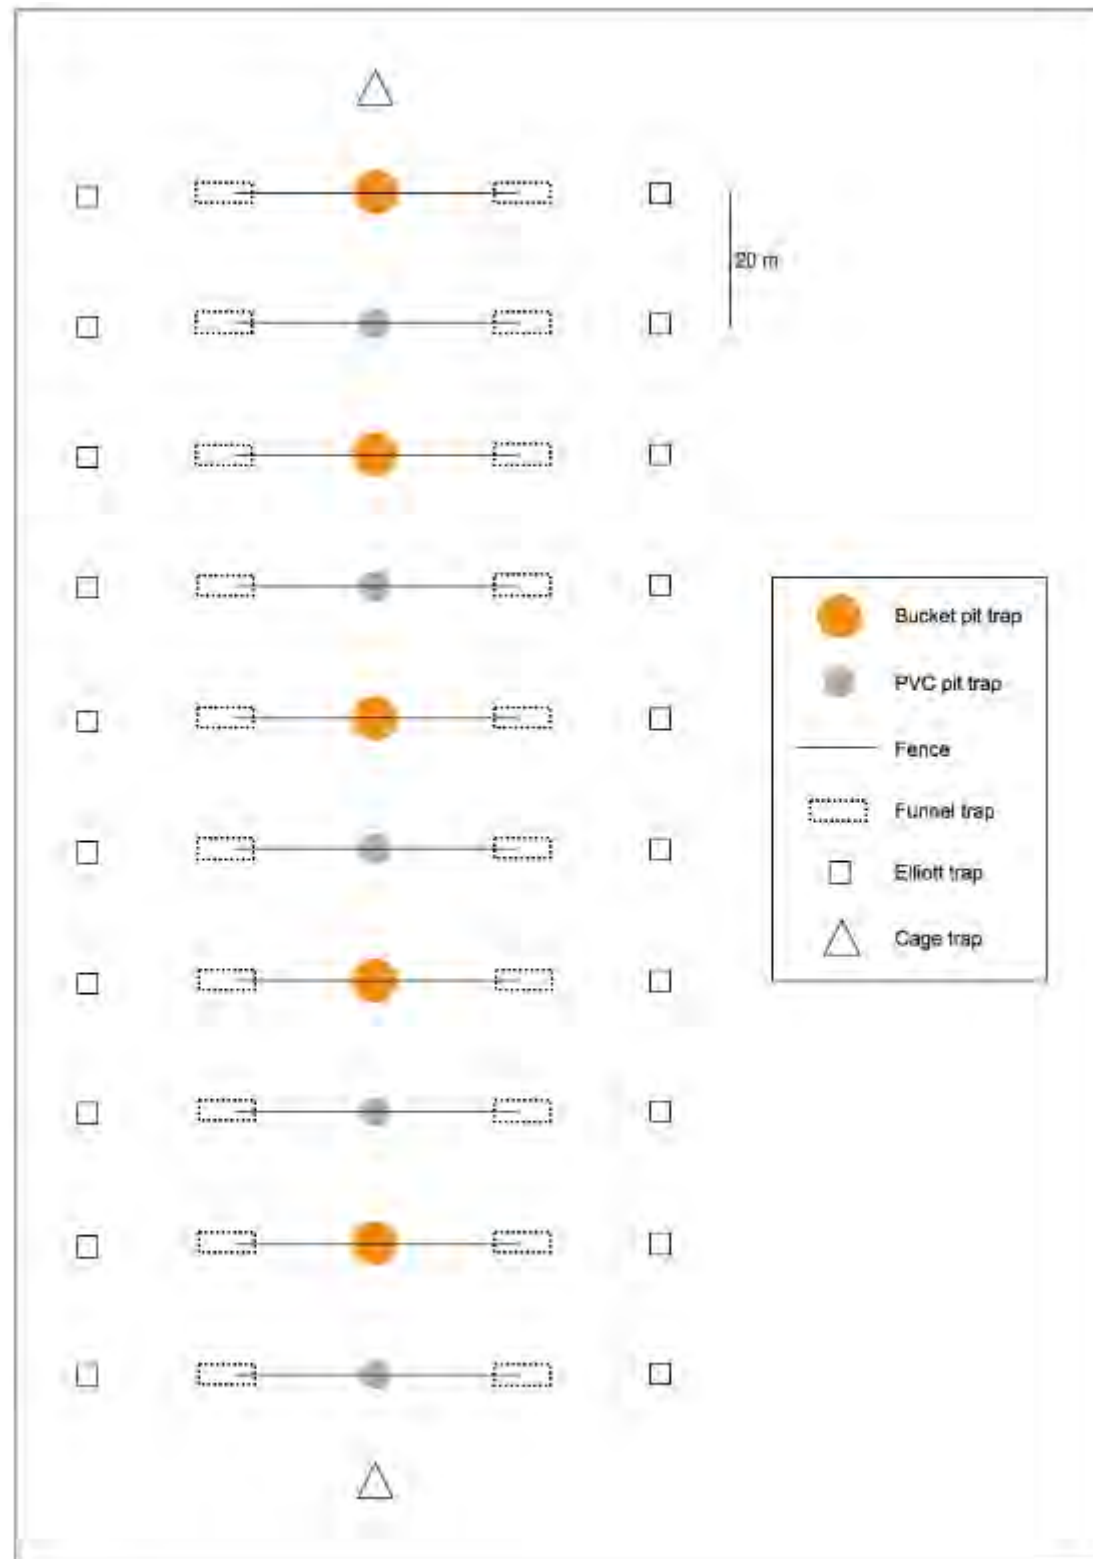 20 m
Bucket pit trap
PVC pit trap
Fence
Funnel trap
Elliott trap
Cage trap